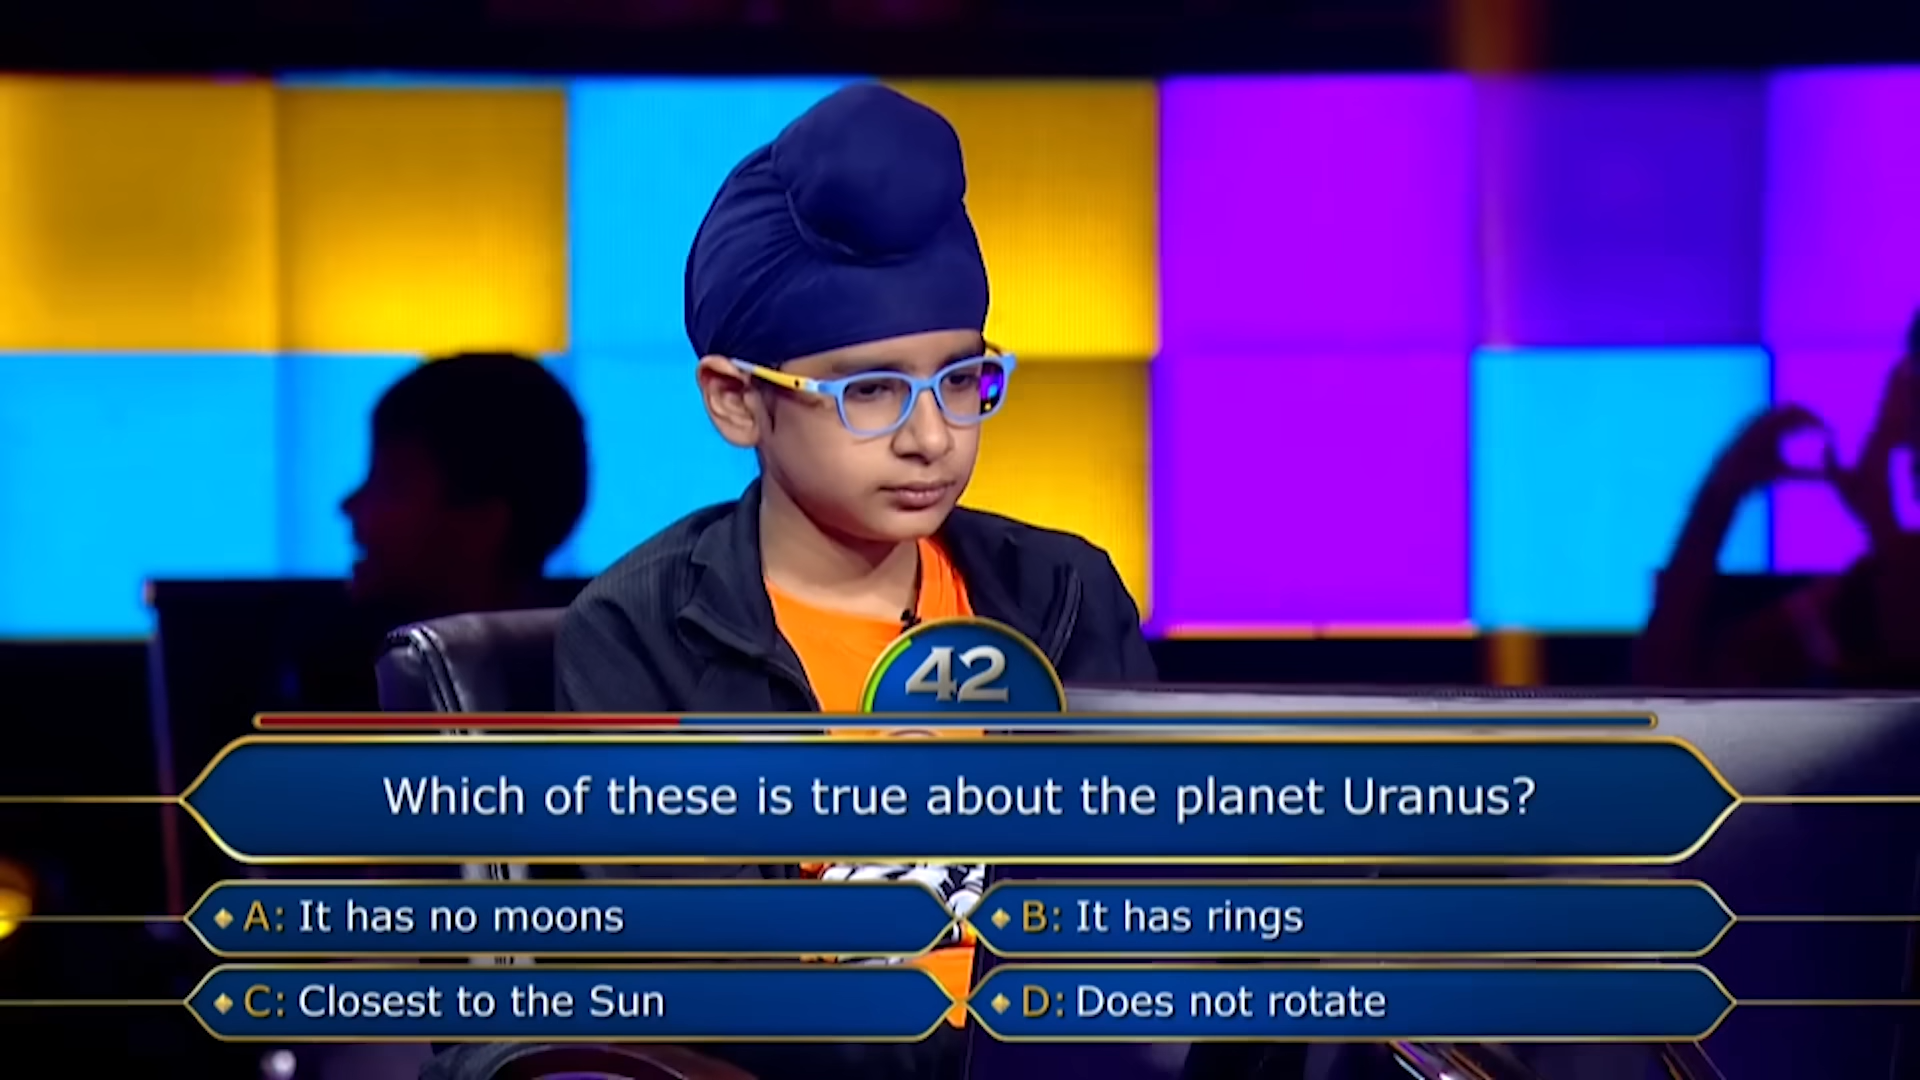 42
Which of these is true about the planet Uranus?
A: It has no moons
B: It has rings
C: Closest to the Sun
D: Does not rotate